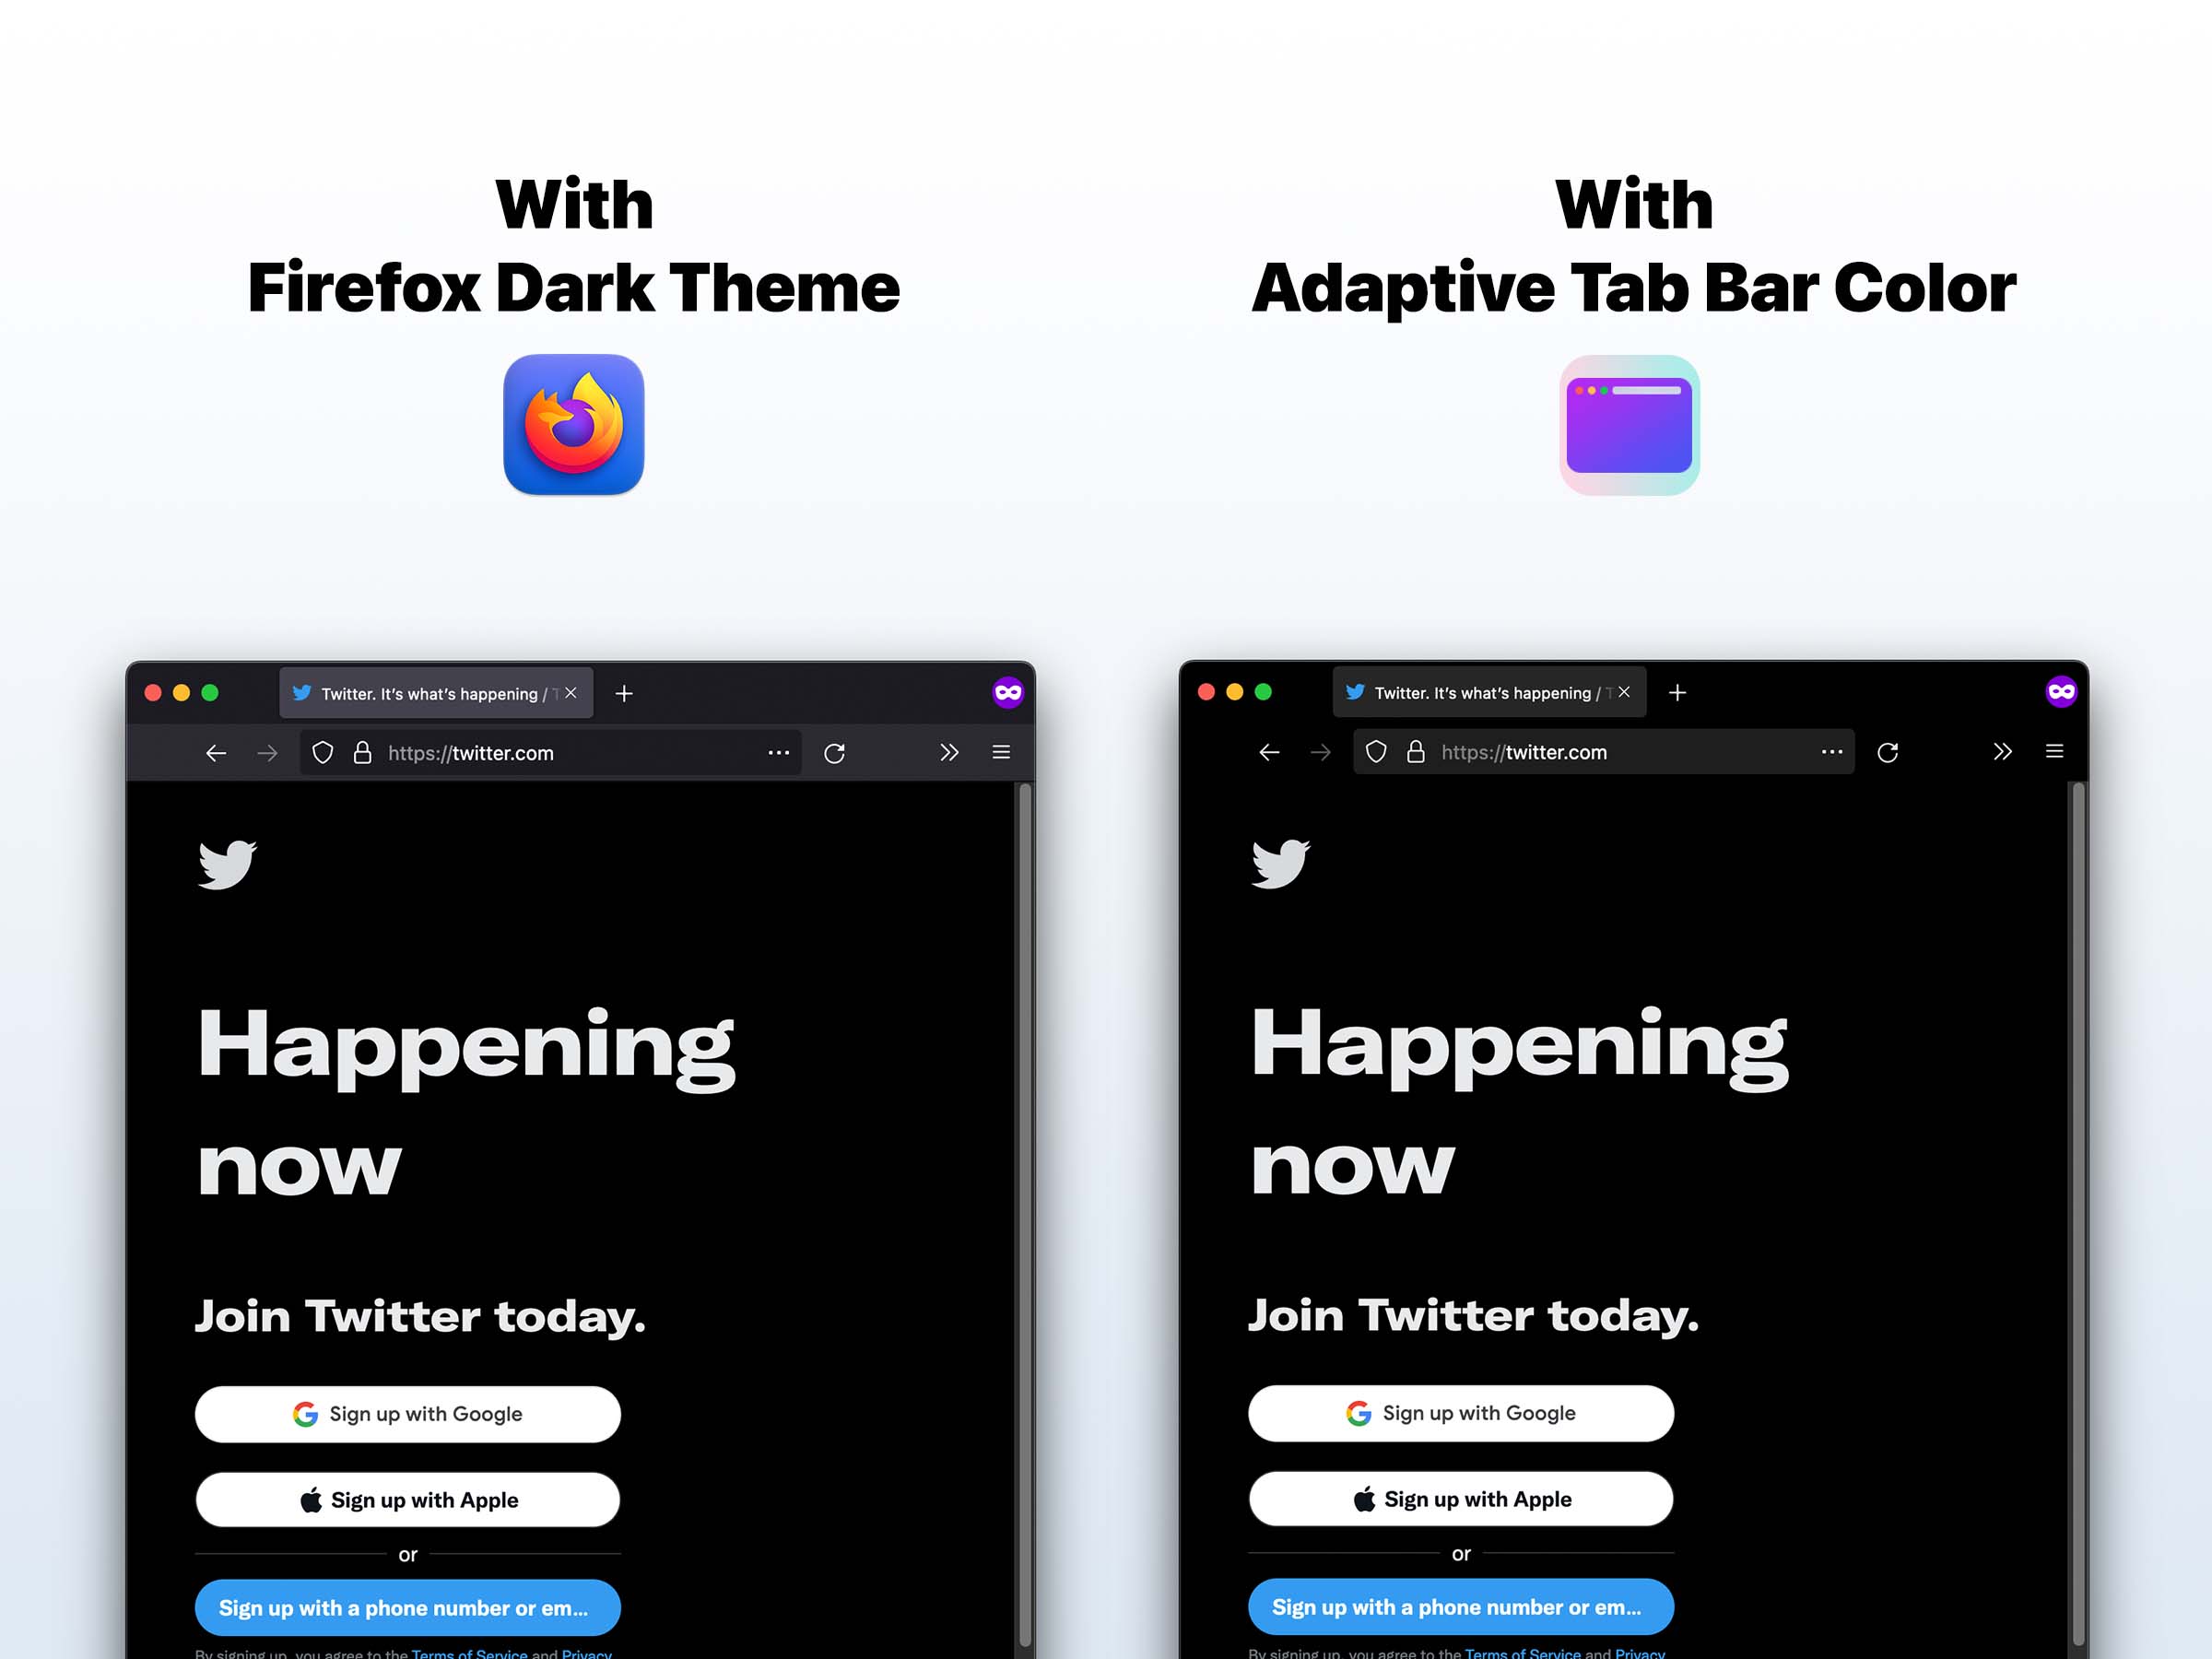 With
Firefox Dark Theme
Twitter. It’s what’s happening /
https://twitter.com
Happening
now
Join Twitter today.
Sign up with Google
Sign up with Apple
or
Sign up with a phone number or em...
By signing up, you agree to the Terms of Service and Privacy
With
Adaptive Tab Bar Color
Twitter. It’s what’s happening /
https://twitter.com
Happening
now
Join Twitter today.
Sign up with Google
Sign up with Apple
or
Sign up with a phone number or em...
By signing up, you agree to the Terms of Service and Privacy